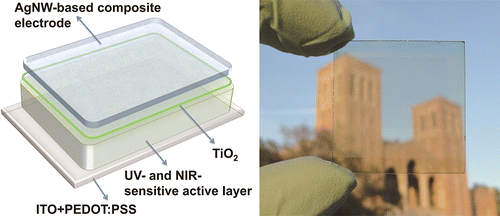 AgNW-based composite
electrode
TiO2
UV- and NIR-
sensitive active layer
ITO+PEDOT:PSS